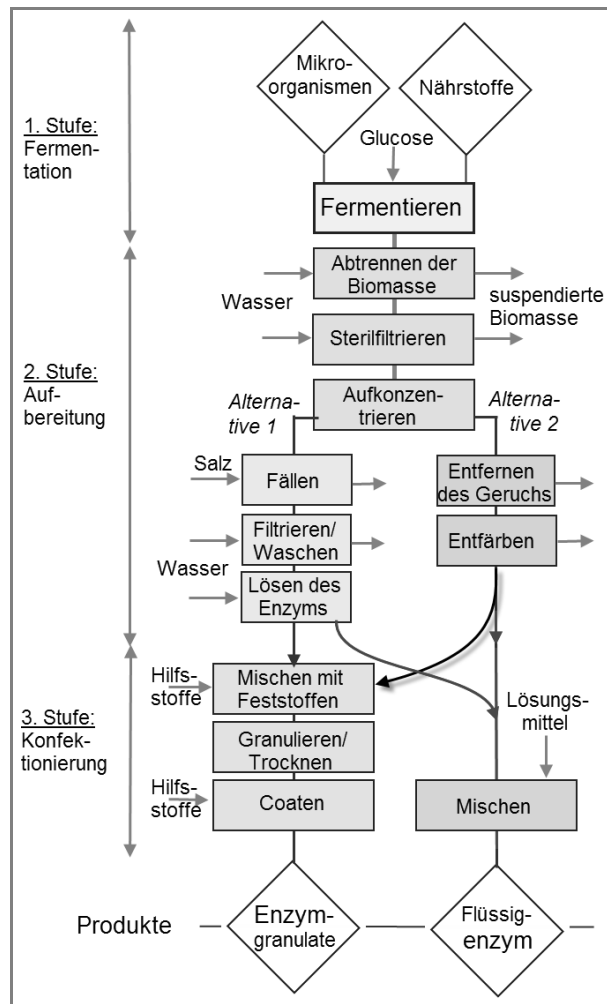 Mikro-
organismen
Nährstoffe
1. Stufe:
Fermen-
tation
Glucose
Fermentieren
Abtrennen der
Biomasse
Wasser
suspendierte
Biomasse
Sterilfiltrieren
2. Stufe:
Auf-
bereitung
Aufkonzen-
trieren
Alterna-
tive 1
Alterna-
tive 2
Salz
Fällen
Entfernen
des Geruchs
Filtrieren/
Waschen
Entfärben
Wasser
Lösen des
Enzyms
3. Stufe:
Konfek-
tionierung
Hilfs-
stoffe
Mischen mit
Feststoffen
Lösungs-
mittel
Granulieren/
Trocknen
Hilfs-
stoffe
Coaten
Mischen
Produkte
Enzym-
granulate
Flüssig-
enzym